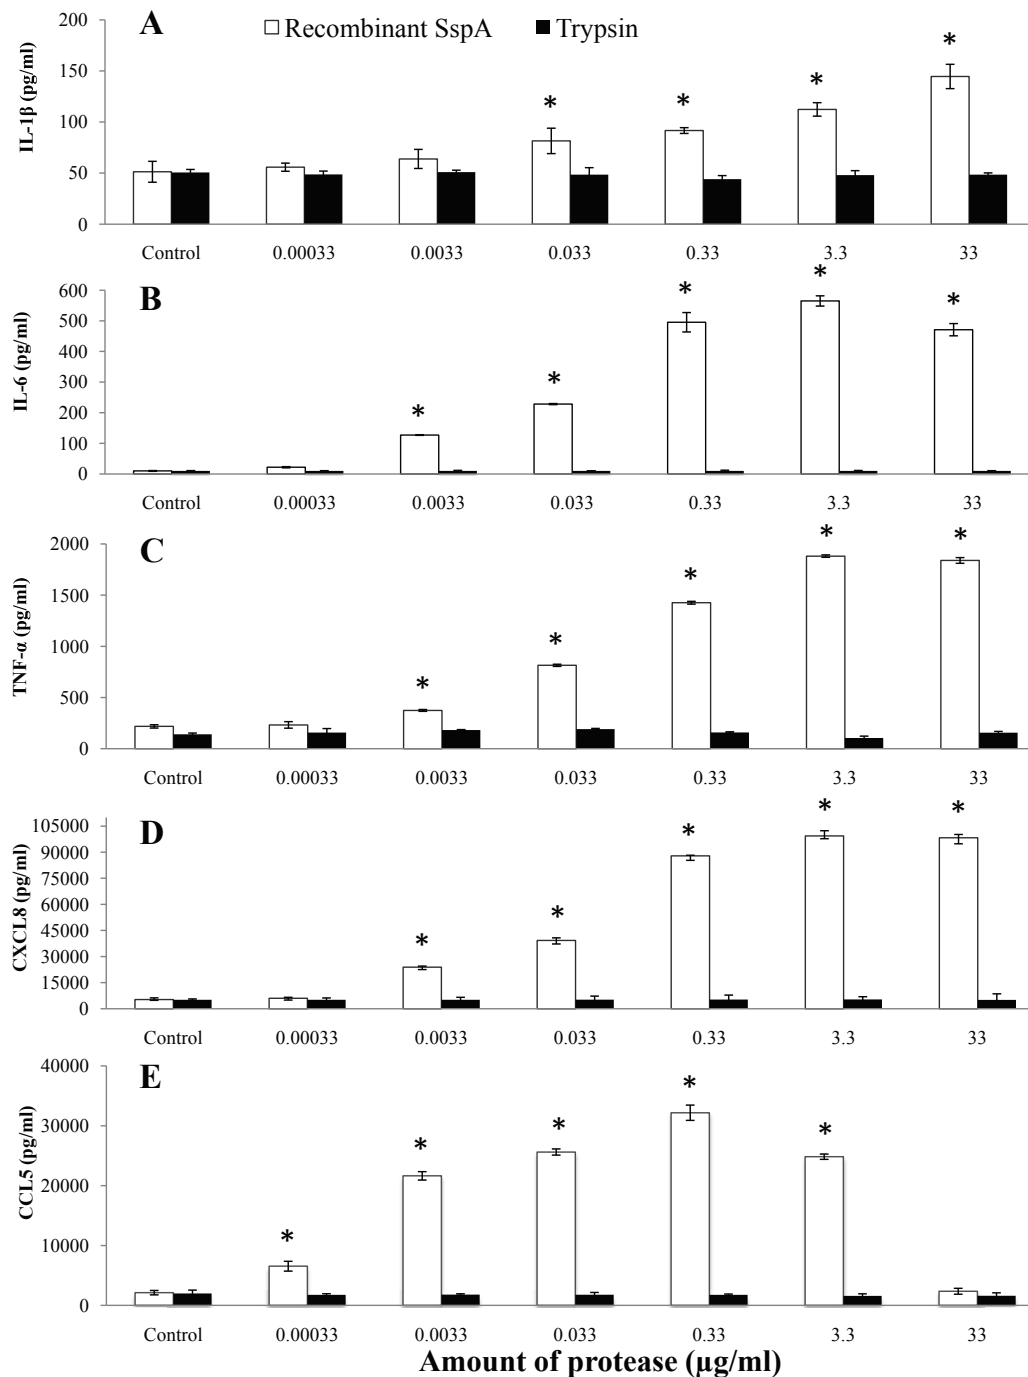 A
Recombinant SspA
Trypsin
IL-1β (pg/ml)
200
150
100
50
0
* * * *
Control 0.00033 0.0033 0.033 0.33 3.3 33
B
IL-6 (pg/ml)
600
500
400
300
200
100
0
* * * * *
Control 0.00033 0.0033 0.033 0.33 3.3 33
C
TNF-α (pg/ml)
2000
1500
1000
500
0
* * * * *
Control 0.00033 0.0033 0.033 0.33 3.3 33
D
CXCL8 (pg/ml)
105000
90000
75000
60000
45000
30000
15000
0
* * * * *
Control 0.00033 0.0033 0.033 0.33 3.3 33
E
CCL5 (pg/ml)
40000
30000
20000
10000
0
* * * * *
Control 0.00033 0.0033 0.033 0.33 3.3 33
Amount of protease (µg/ml)